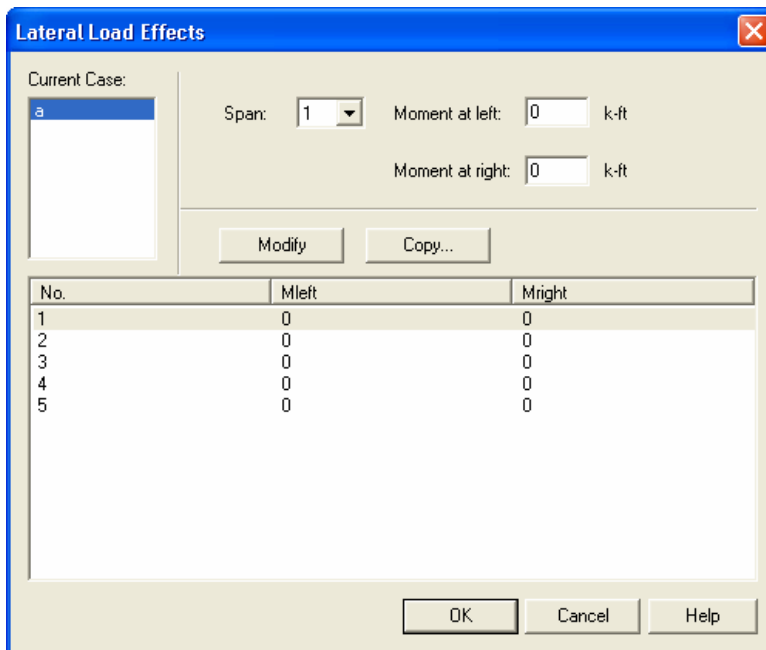 Lateral Load Effects
Current Case:
a
Span: 1 Moment at left: 0 k-ft
Moment at right: 0 k-ft
Modify Copy...
No. Mleft Mright
1 0 0
2 0 0
3 0 0
4 0 0
5 0 0
OK Cancel Help